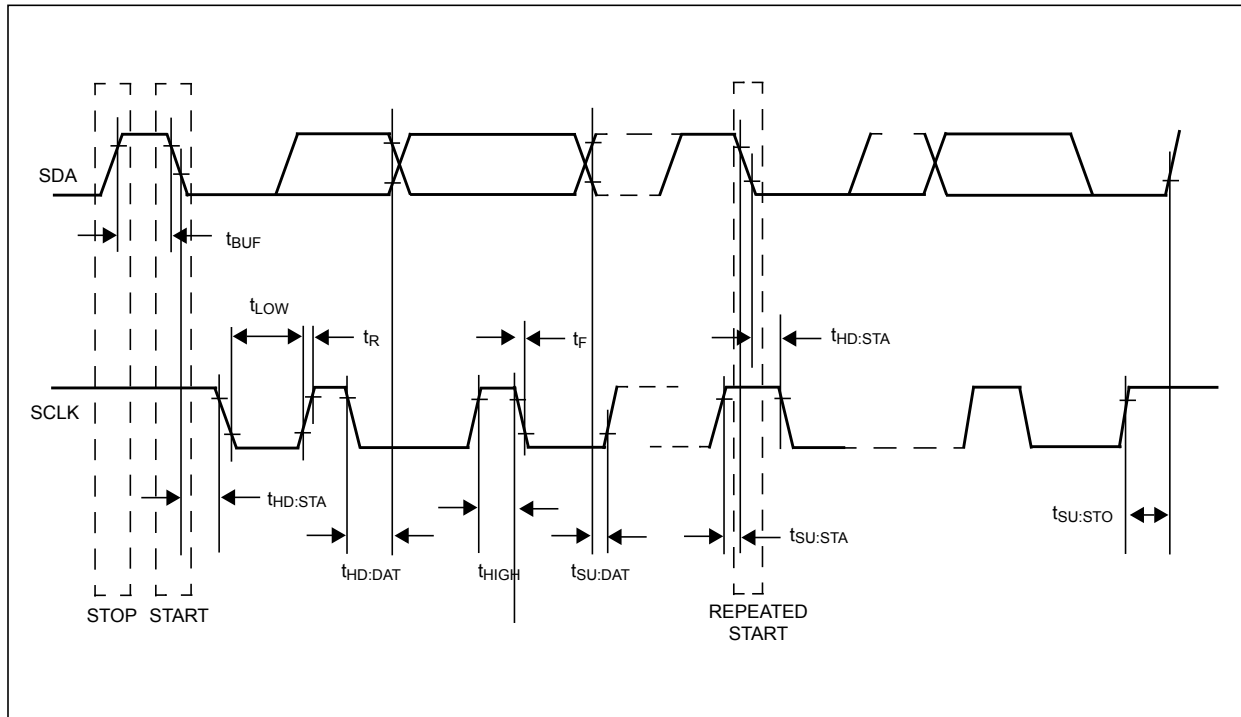 SDA
tBUF
tLOW
tR
tF
tHD:STA
SCLK
tHD:STA
tSU:STO
tSU:STA
tHD:DAT
tHIGH
tSU:DAT
STOP
START
REPEATED
START